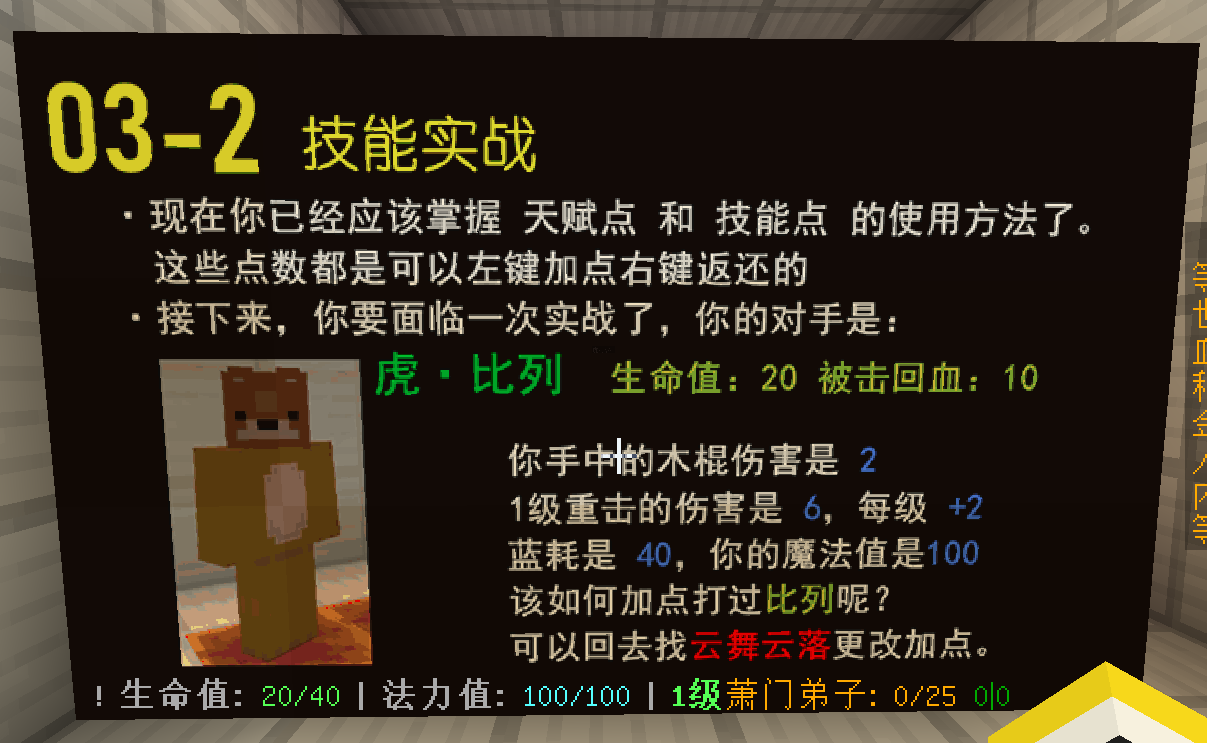 03-2 技能实战
·现在你已经应该掌握 天赋点 和 技能点 的使用方法了。
这些点数都是可以左键加点右键返还的
·接下来，你要面临一次实战了，你的对手是：
虎·比列 生命值：20 被击回血：10
你手中的木棍伤害是 2
1级重击的伤害是 6，每级 +2
蓝耗是 40，你的魔法值是100
该如何加点打过比列呢？
可以回去找云舞云落更改加点。
! 生命值: 20/40 | 法力值: 100/100 | 1级萧门弟子: 0/25 0|0